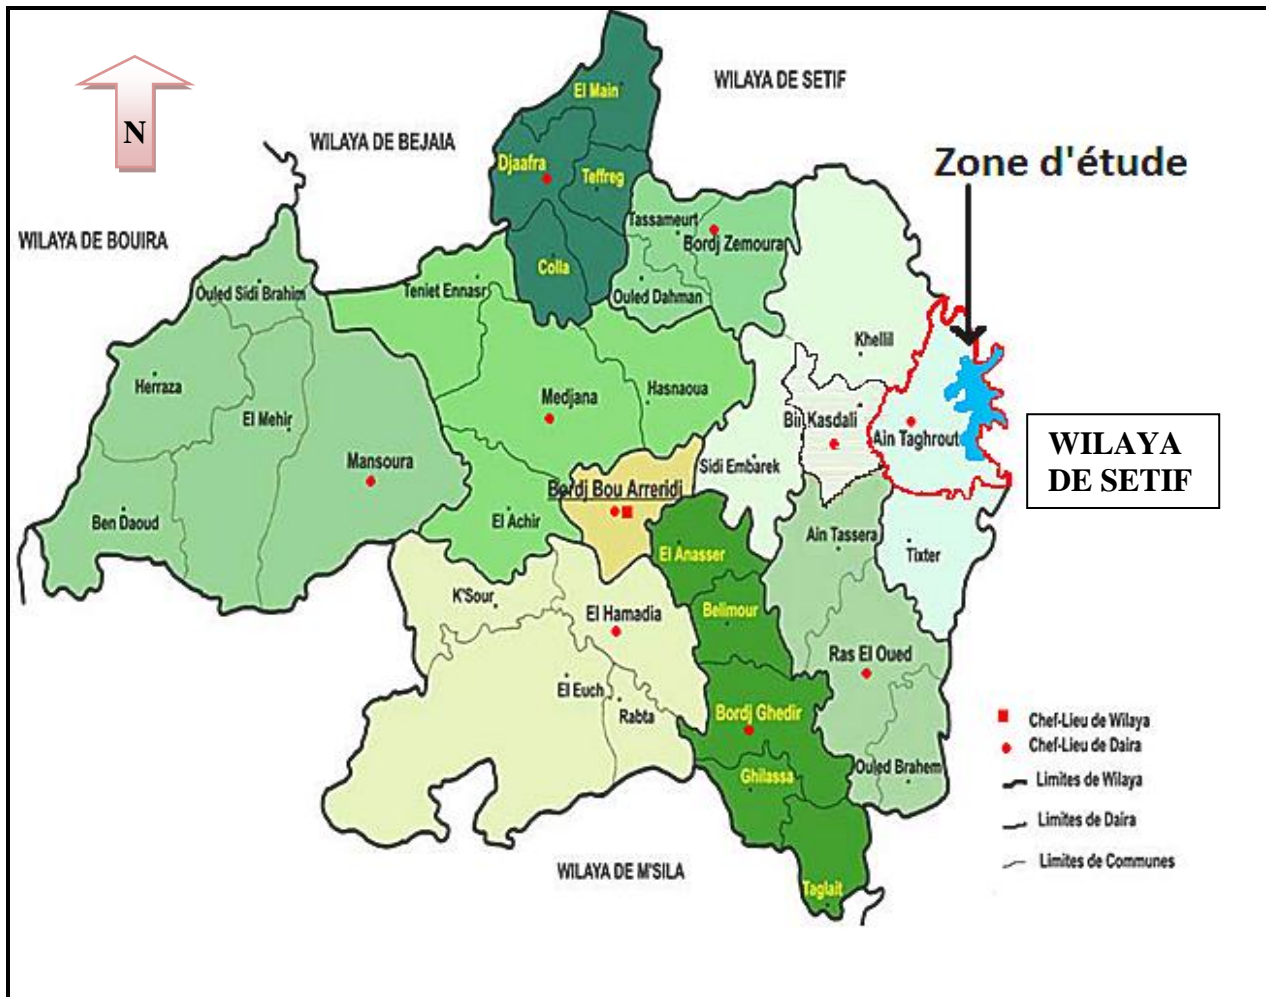 WILAYA DE SETIF
N
WILAYA DE BEJAIA
WILAYA DE BOUIRA
Zone d'étude
El Main
Djaafra
Teffreg
Colla
Tassameurt
Bordj Zemoura
Ouled Dahman
Ouled Sidi Brahim
Teniet Ennasr
Khellil
Herraza
El Mehir
Medjana
Hasnaoua
Bir Kasdali
Ain Taghrout
Mansoura
Sidi Embarek
WILAYA
DE SETIF
Bordj Bou Arreridj
Ben Daoud
El Achir
Ain Tassera
El Anasser
Tixter
K'Sour
El Hamadia
Belimour
Ras El Oued
El Euch
Rabta
Bordj Ghedir
Ghilassa
Ouled Brahem
Taglait
WILAYA DE M'SILA
Chef-Lieu de Wilaya
Chef-Lieu de Daira
Limites de Wilaya
Limites de Daira
Limites de Communes